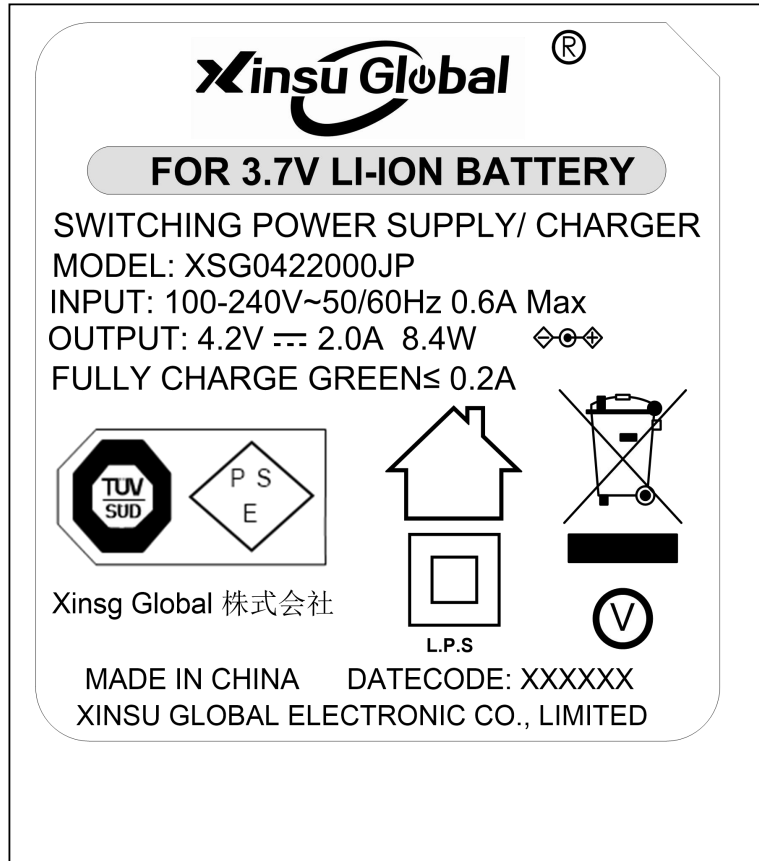 Xinsu Global ®
FOR 3.7V LI-ION BATTERY
SWITCHING POWER SUPPLY/ CHARGER
MODEL: XSG0422000JP
INPUT: 100-240V~50/60Hz 0.6A Max
OUTPUT: 4.2V ⎓ 2.0A 8.4W
FULLY CHARGE GREEN≤ 0.2A
TÜV
SÜD
P S
E
Xinsg Global 株式会社
L.P.S
V
MADE IN CHINA DATECODE: XXXXXX
XINSU GLOBAL ELECTRONIC CO., LIMITED